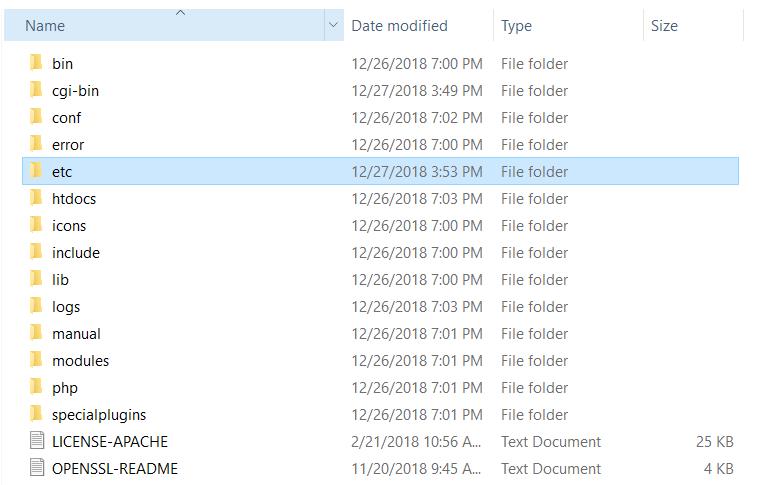 Name Date modified Type Size
bin 12/26/2018 7:00 PM File folder
cgi-bin 12/27/2018 3:49 PM File folder
conf 12/26/2018 7:02 PM File folder
error 12/26/2018 7:00 PM File folder
etc 12/27/2018 3:53 PM File folder
htdocs 12/26/2018 7:03 PM File folder
icons 12/26/2018 7:00 PM File folder
include 12/26/2018 7:00 PM File folder
lib 12/26/2018 7:00 PM File folder
logs 12/26/2018 7:03 PM File folder
manual 12/26/2018 7:01 PM File folder
modules 12/26/2018 7:01 PM File folder
php 12/26/2018 7:01 PM File folder
specialplugins 12/26/2018 7:01 PM File folder
LICENSE-APACHE 2/21/2018 10:56 A... Text Document 25 KB
OPENSSL-README 11/20/2018 9:45 A... Text Document 4 KB